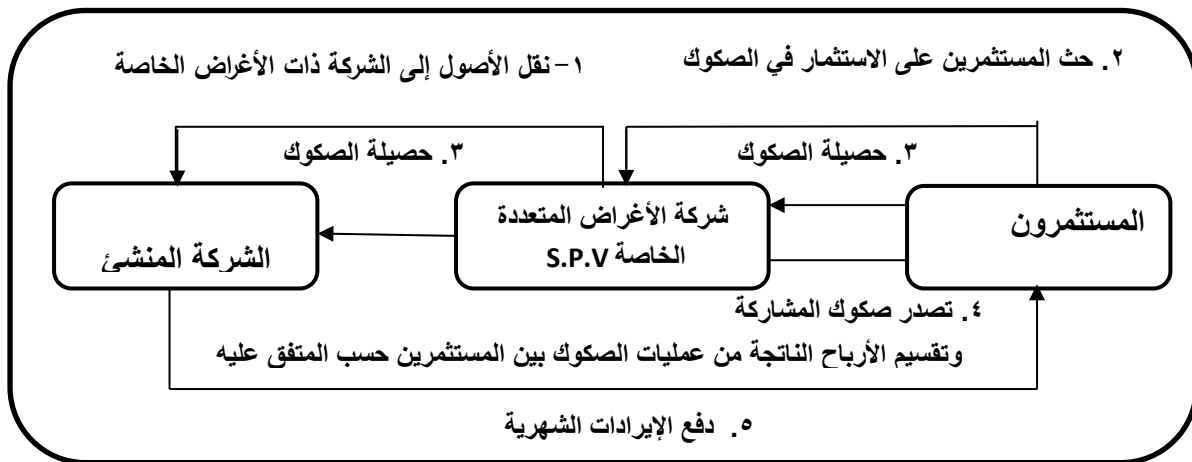 ٢. حث المستثمرين على الاستثمار في الصكوك
١- نقل الأصول إلى الشركة ذات الأغراض الخاصة
٣. حصيلة الصكوك
٣. حصيلة الصكوك
المستثمرون
شركة الأغراض المتعددة
الخاصة S.P.V
الشركة المنشئ
٤. تصدر صكوك المشاركة
وتقسيم الأرباح الناتجة من عمليات الصكوك بين المستثمرين حسب المتفق عليه
٥. دفع الإيرادات الشهرية